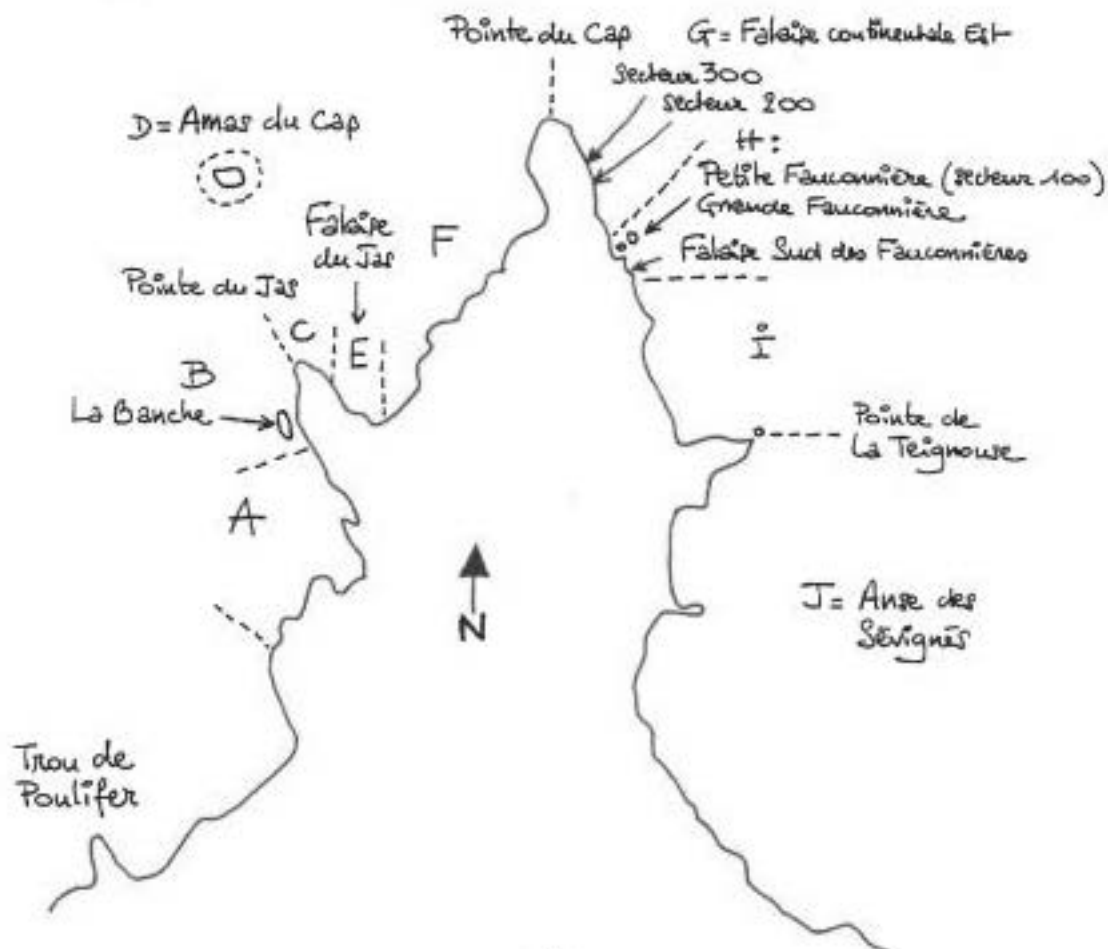 Pointe du Cap
G = Falaise continentale Est
secteur 300
secteur 200
D = Amas du Cap
H :
Petite Fauconnière (secteur 100)
Grande Fauconnière
Falaise
du Jas
F
Falaise Sud des Fauconnières
Pointe du Jas
C
E
I
B
La Banche
Pointe de
La Teignouse
A
N
J = Anse des
Sévignés
Trou de
Poulifer